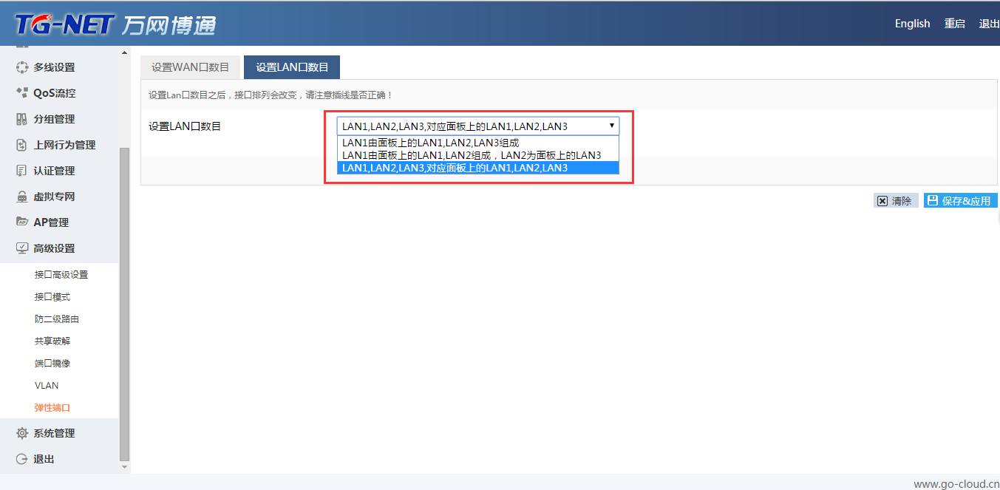 TG-NET 万网博通
English 重启 退出
多线设置
QoS流控
分组管理
上网行为管理
认证管理
虚拟专网
AP管理
高级设置
接口高级设置
接口模式
防二级路由
共享破解
端口镜像
VLAN
弹性端口
系统管理
退出
设置WAN口数目 设置LAN口数目
设置Lan口数目之后，接口排列会改变，请注意插线是否正确！
设置LAN口数目 LAN1,LAN2,LAN3,对应面板上的LAN1,LAN2,LAN3
LAN1由面板上的LAN1,LAN2,LAN3组成
LAN1由面板上的LAN1,LAN2组成，LAN2为面板上的LAN3
LAN1,LAN2,LAN3,对应面板上的LAN1,LAN2,LAN3
清除 保存&应用
www.go-cloud.cn